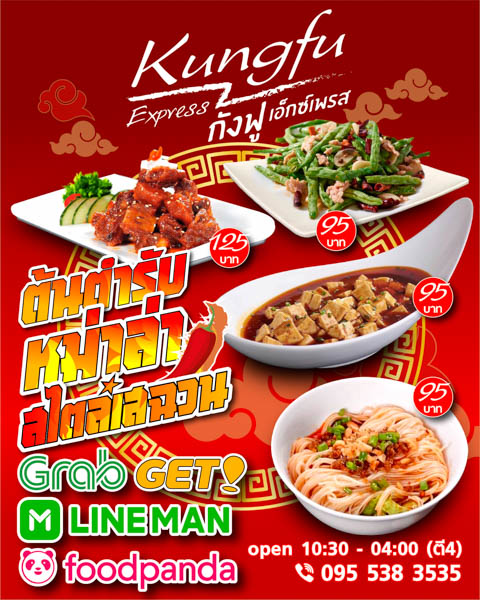 Kungfu
Express
กังฟู เอ็กซ์เพรส
125
บาท
95
บาท
95
บาท
95
บาท
ต้นตำรับ
หม่าล่า
สไตล์เสฉวน
Grab GET!
M LINE MAN
foodpanda
open 10:30 - 04:00 (ตี4)
095 538 3535